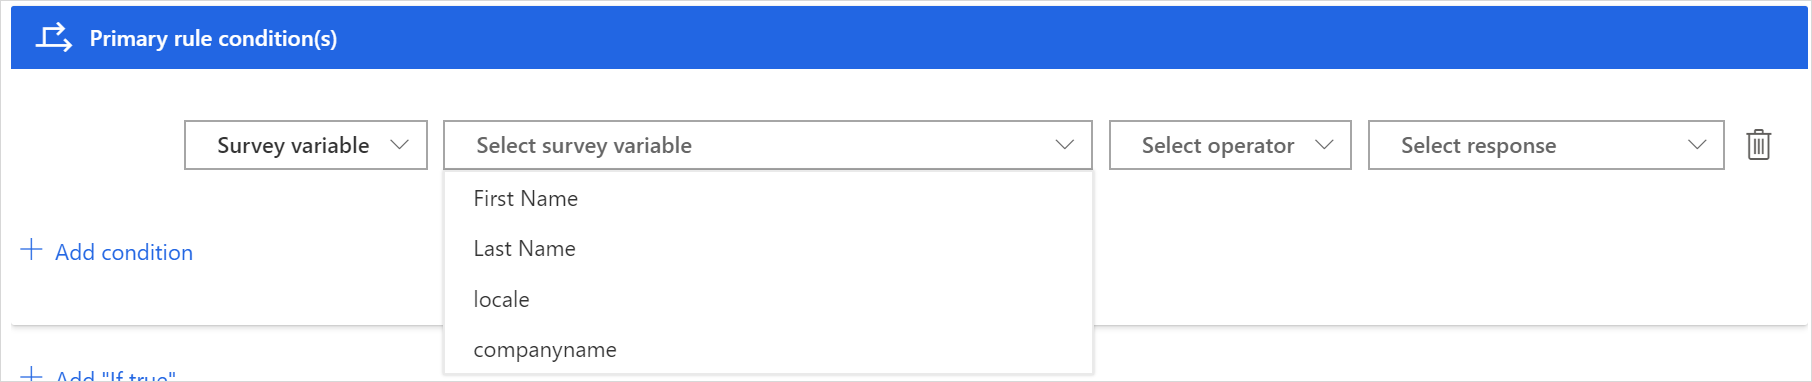 Primary rule condition(s)
Survey variable Select survey variable Select operator Select response
First Name
Last Name
Add condition
locale
companyname
Add "If true"